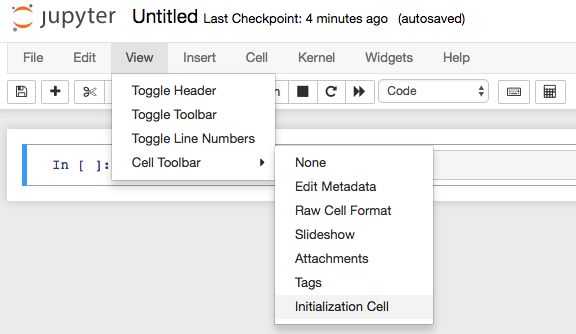 jupyter Untitled Last Checkpoint: 4 minutes ago (autosaved)
File Edit View Insert Cell Kernel Widgets Help
Code
Toggle Header
Toggle Toolbar
Toggle Line Numbers
Cell Toolbar
In [ ]:
None
Edit Metadata
Raw Cell Format
Slideshow
Attachments
Tags
Initialization Cell